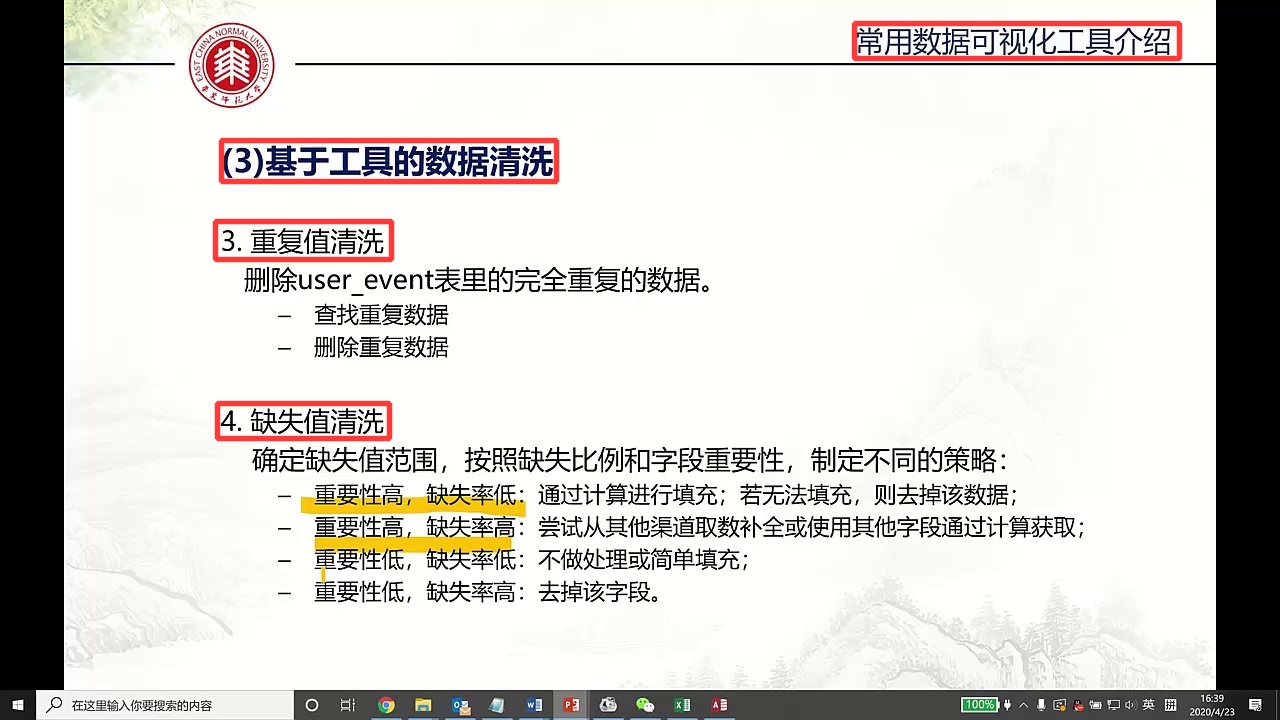 常用数据可视化工具介绍
EAST CHINA NORMAL UNIVERSITY
华东师范大学
(3)基于工具的数据清洗
3. 重复值清洗
删除user_event表里的完全重复的数据。
– 查找重复数据
– 删除重复数据
4. 缺失值清洗
确定缺失值范围，按照缺失比例和字段重要性，制定不同的策略：
– 重要性高，缺失率低：通过计算进行填充；若无法填充，则去掉该数据；
– 重要性高，缺失率高：尝试从其他渠道取数补全或使用其他字段通过计算获取；
– 重要性低，缺失率低：不做处理或简单填充；
– 重要性低，缺失率高：去掉该字段。
在这里输入你要搜索的内容
100%
英
拼
16:39
2020/4/23